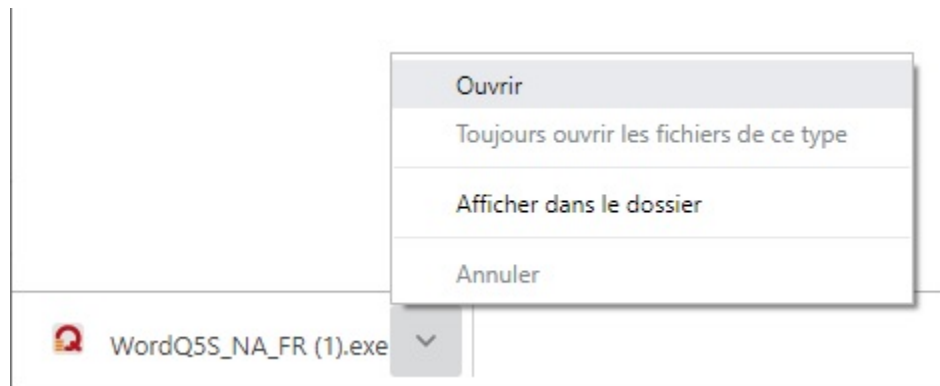 Ouvrir
Toujours ouvrir les fichiers de ce type
Afficher dans le dossier
Annuler
WordQ5S_NA_FR (1).exe